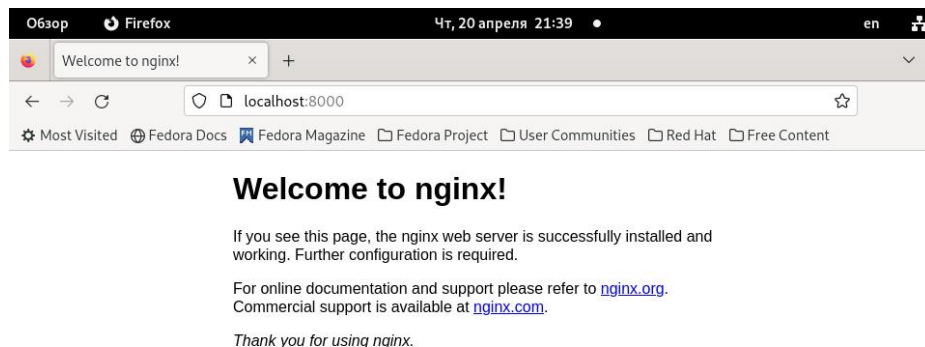 Обзор Firefox Чт, 20 апреля 21:39 en
Welcome to nginx!
localhost:8000
Most Visited Fedora Docs Fedora Magazine Fedora Project User Communities Red Hat Free Content
Welcome to nginx!
If you see this page, the nginx web server is successfully installed and
working. Further configuration is required.
For online documentation and support please refer to nginx.org.
Commercial support is available at nginx.com.
Thank you for using nginx.